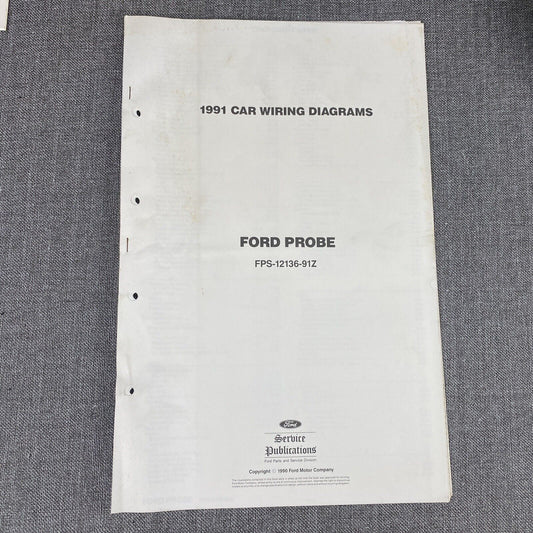 1991 CAR WIRING DIAGRAMS
FORD PROBE
FPS-12136-91Z
Ford
Service
Publications
Ford Parts and Service Division
Copyright © 1990 Ford Motor Company